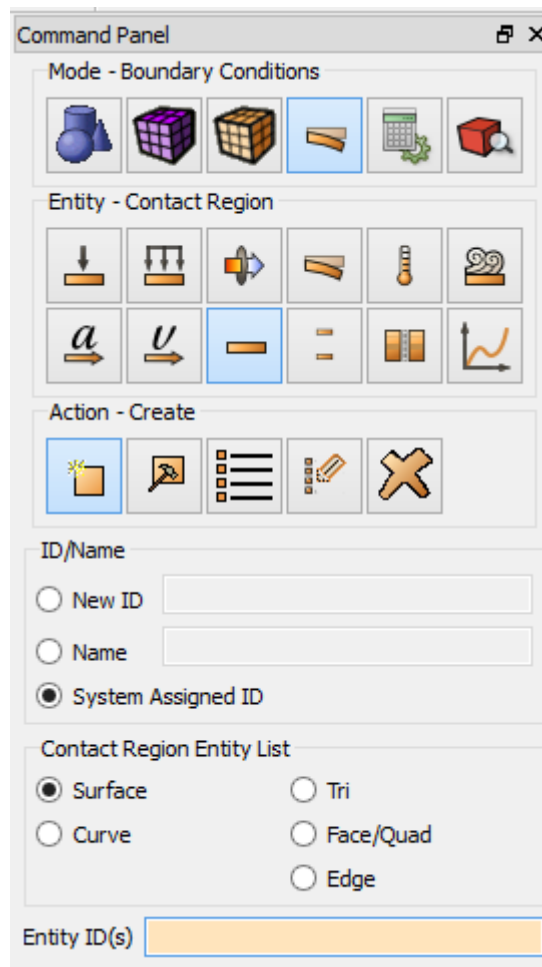 Command Panel
Mode - Boundary Conditions
Entity - Contact Region
a
v
Action - Create
ID/Name
New ID
Name
System Assigned ID
Contact Region Entity List
Surface
Tri
Curve
Face/Quad
Edge
Entity ID(s)